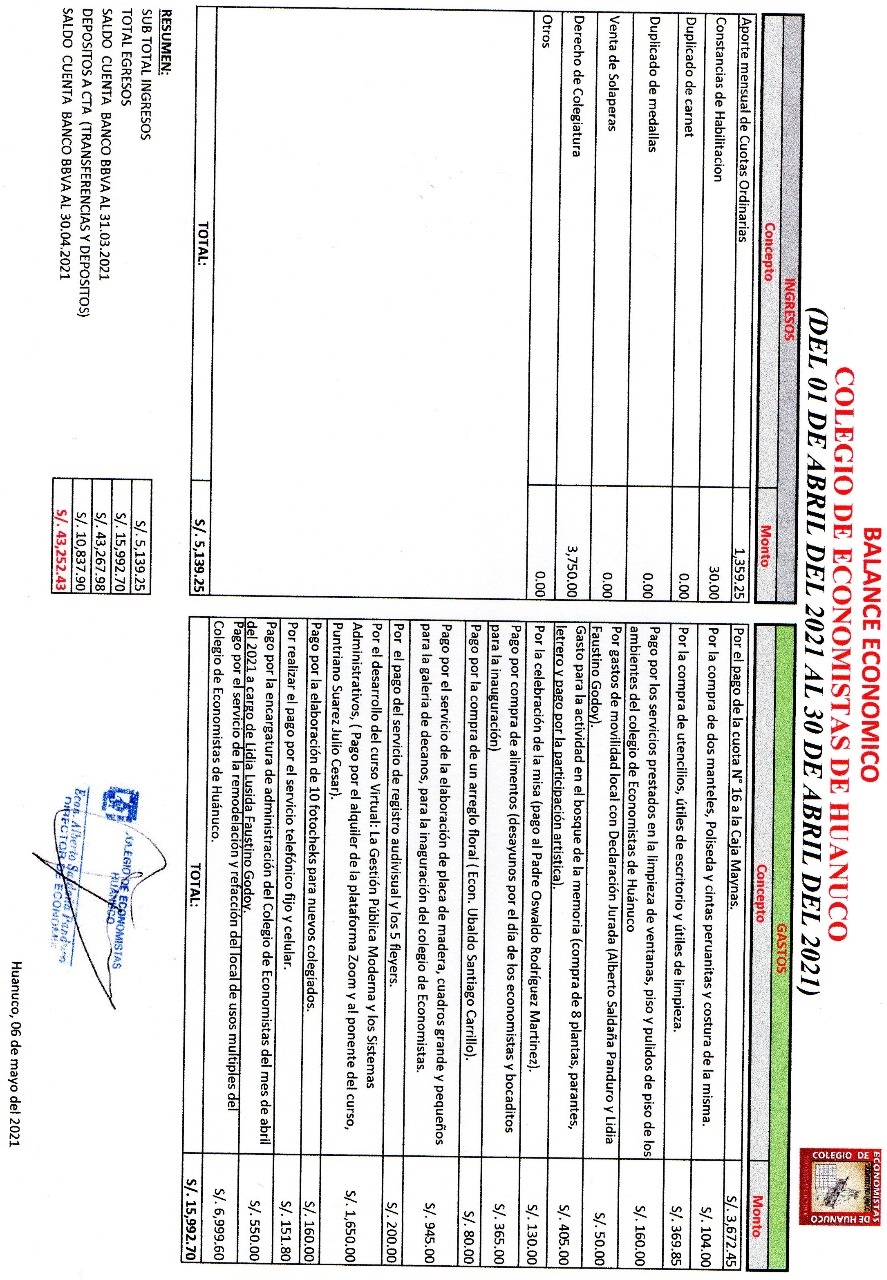 BALANCE ECONOMICO
COLEGIO DE ECONOMISTAS DE HUANUCO
(DEL 01 DE ABRIL DEL 2021 AL 30 DE ABRIL DEL 2021)
COLEGIO DE ECONOMISTAS DE HUANUCO
INGRESOS
Concepto Monto
Aporte mensual de Cuotas Ordinarias 1,359.25
Constancias de Habilitacion 30.00
Duplicado de carnet 0.00
Duplicado de medallas 0.00
Venta de Solaperas 0.00
Derecho de Colegiatura 3,750.00
Otros 0.00
TOTAL: S/. 5,139.25
GASTOS
Concepto Monto
Por el pago de la cuota N° 16 a la Caja Maynas. S/. 3,672.45
Por la compra de dos manteles, Poliseda y cintas peruanitas y costura de la misma. S/. 104.00
Por la compra de utencilios, útiles de escritorio y útiles de limpieza. S/. 369.85
Pago por los servicios prestados en la limpieza de ventanas, piso y pulidos de piso de los
ambientes del colegio de Economistas de Huánuco S/. 160.00
Por gastos de movilidad local con Declaración Jurada (Alberto Saldaña Panduro y Lidia
Faustino Godoy). S/. 50.00
Gasto para la actividad en el bosque de la memoria (compra de 8 plantas, parantes,
letrero y pago por la participación artistica). S/. 405.00
Por la celebración de la misa (pago al Padre Oswaldo Rodríguez Martinez). S/. 130.00
Pago por compra de alimentos (desayunos por el día de los economistas y bocaditos
para la inauguración) S/. 365.00
Pago por la compra de un arreglo floral ( Econ. Ubaldo Santiago Carrillo). S/. 80.00
Pago por el servicio de la elaboración de placa de madera, cuadros grande y pequeños
para la galeria de decanos, para la inaguración del colegio de Economistas. S/. 945.00
Por el pago del servicio de registro audivisual y los 5 fleyers. S/. 200.00
Por el desarrollo del curso Virtual: La Gestión Pública Moderna y los Sistemas
Administrativos, ( Pago por el alquiler de la plataforma Zoom y al ponente del curso,
Puntriano Suarez Julio Cesar). S/. 1,650.00
Pago por la elaboración de 10 fotocheks para nuevos colegiados. S/. 160.00
Por realizar el pago por el servicio telefónico fijo y celular. S/. 151.80
Pago por la encargatura de administración del Colegio de Economistas del mes de abril
del 2021 a cargo de Lidia Lusida Faustino Godoy. S/. 550.00
Pago por el servicio de la remodelación y refacción del local de usos multiples del
Colegio de Economistas de Huánuco. S/. 6,999.60
TOTAL: S/. 15,992.70
RESUMEN:
SUB TOTAL INGRESOS S/. 5,139.25
TOTAL EGRESOS S/. 15,992.70
SALDO CUENTA BANCO BBVA AL 31.03.2021 S/. 43,267.98
DEPOSITOS A CTA (TRANSFERENCIAS Y DEPOSITOS) S/. 10,837.90
SALDO CUENTA BANCO BBVA AL 30.04.2021 S/. 43,252.43
COLEGIO DE ECONOMISTAS
HUANUCO
Econ. Alberto Saldaña Panduro
DIRECTOR DE ECONOMIA
Huanuco, 06 de mayo del 2021